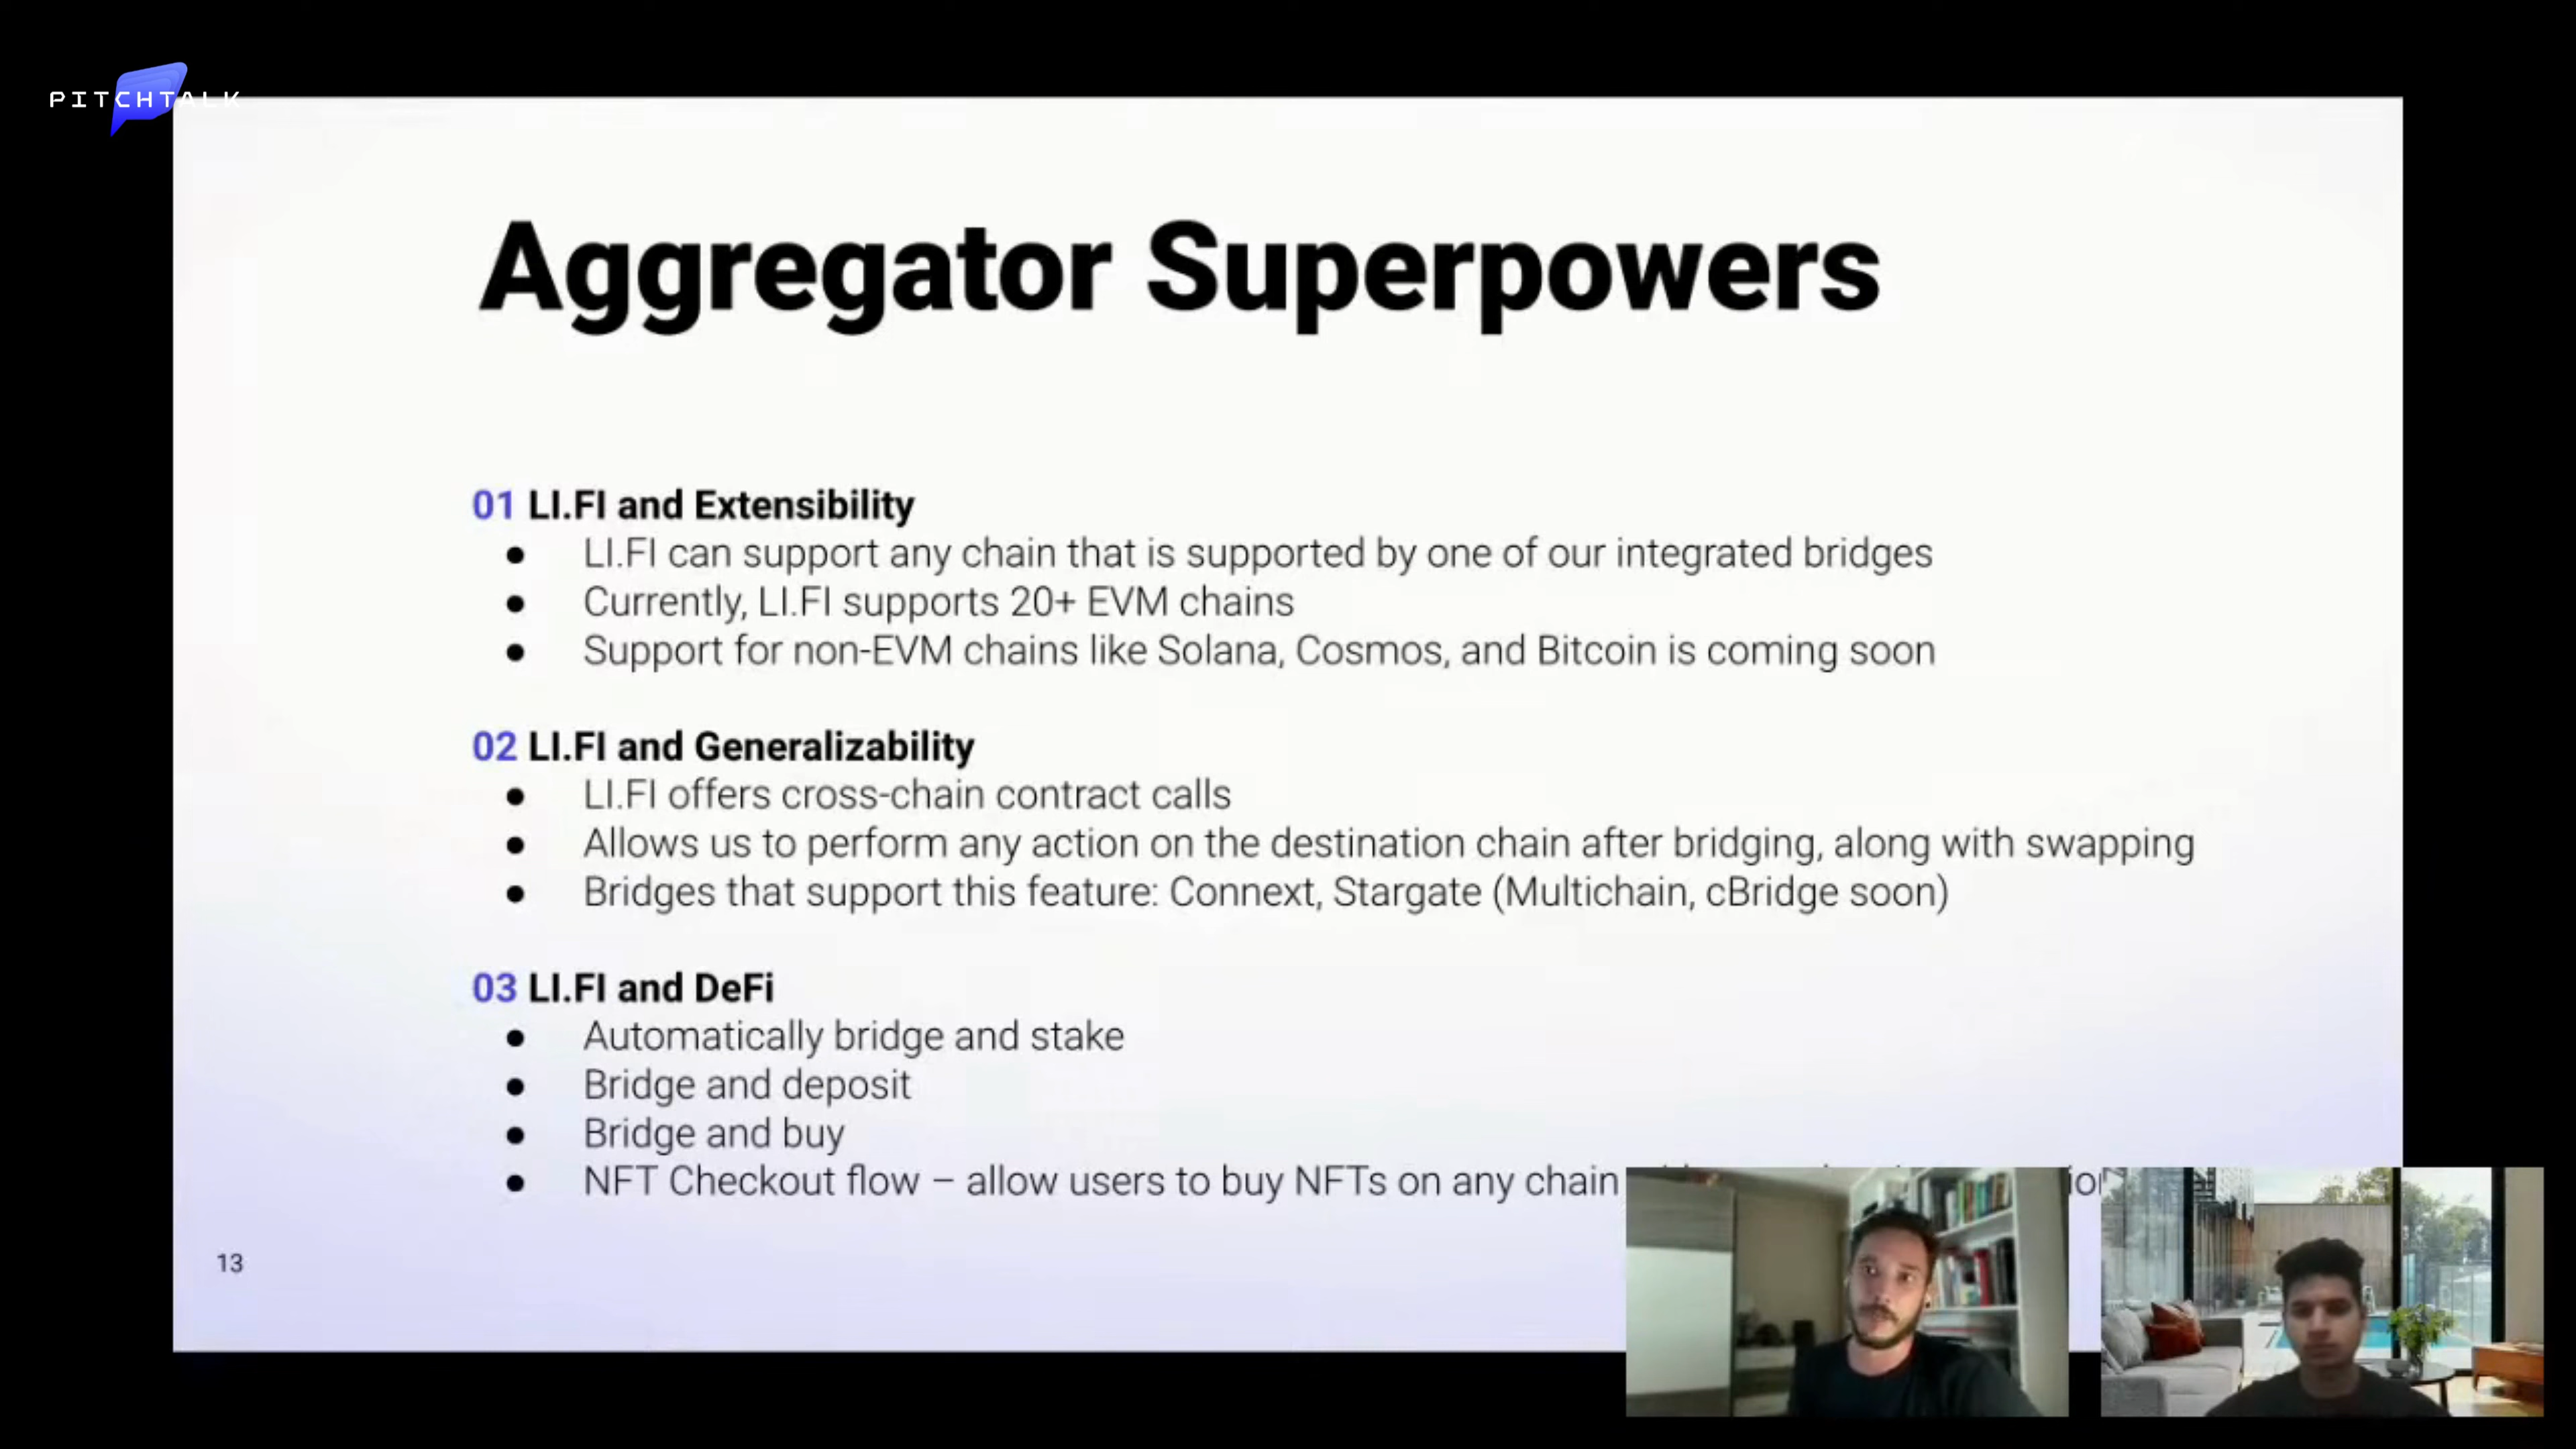 PITCHTALK
Aggregator Superpowers
01 LI.FI and Extensibility
● LI.FI can support any chain that is supported by one of our integrated bridges
● Currently, LI.FI supports 20+ EVM chains
● Support for non-EVM chains like Solana, Cosmos, and Bitcoin is coming soon
02 LI.FI and Generalizability
● LI.FI offers cross-chain contract calls
● Allows us to perform any action on the destination chain after bridging, along with swapping
● Bridges that support this feature: Connext, Stargate (Multichain, cBridge soon)
03 LI.FI and DeFi
● Automatically bridge and stake
● Bridge and deposit
● Bridge and buy
● NFT Checkout flow – allow users to buy NFTs on any chain
13